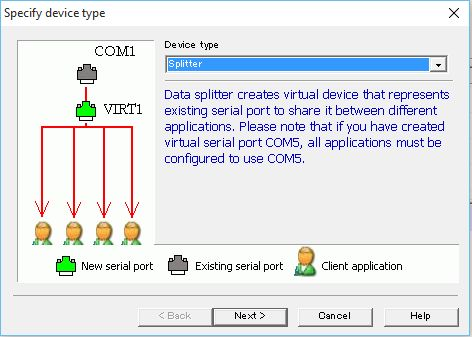 Specify device type
COM1
VIRT1
Device type
Splitter
Data splitter creates virtual device that represents
existing serial port to share it between different
applications. Please note that if you have created
virtual serial port COM5, all applications must be
configured to use COM5.
New serial port Existing serial port Client application
< Back Next > Cancel Help